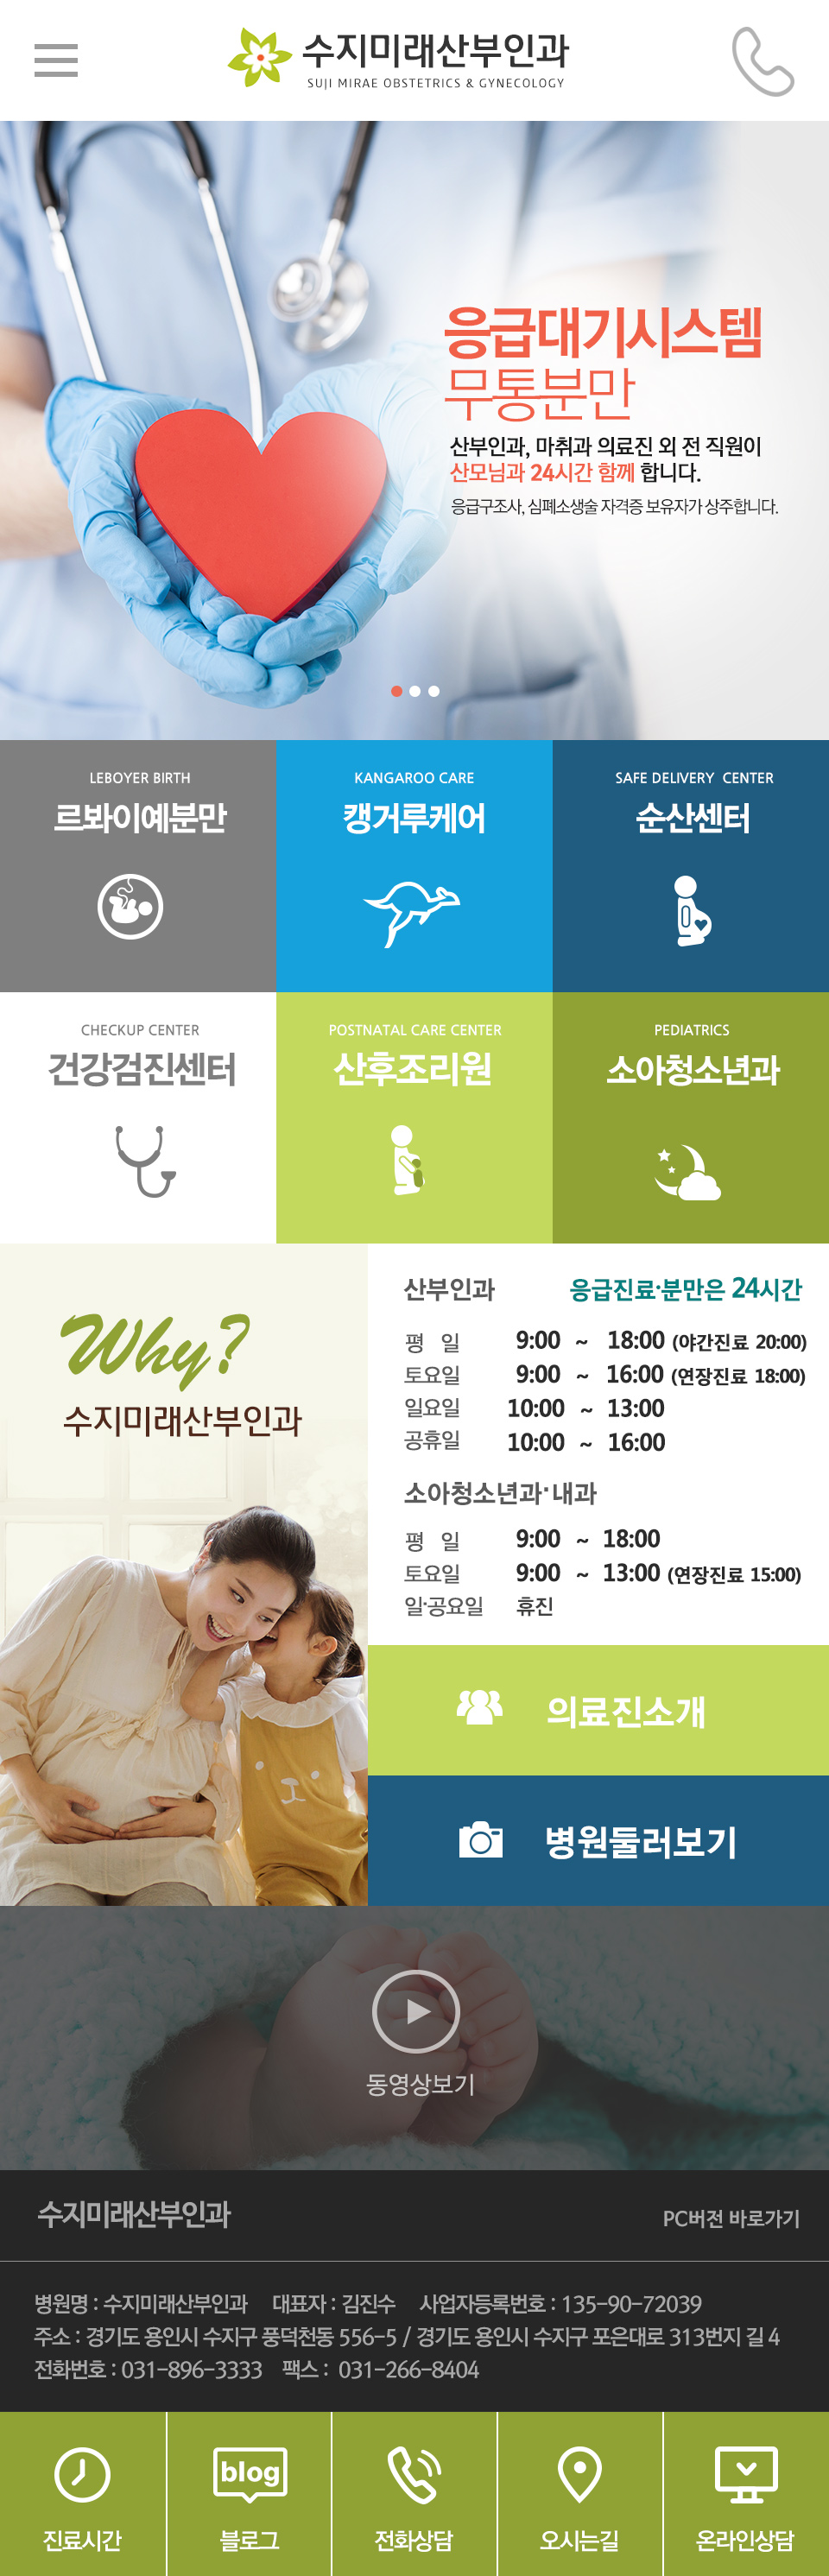 수지미래산부인과
SUJI MIRAE OBSTETRICS & GYNECOLOGY
응급대기시스템
무통분만
산부인과, 마취과 의료진 외 전 직원이
산모님과 24시간 함께 합니다.
응급구조사, 심폐소생술 자격증 보유자가 상주합니다.
LEBOYER BIRTH
르봐이예분만
KANGAROO CARE
캥거루케어
SAFE DELIVERY CENTER
순산센터
CHECKUP CENTER
건강검진센터
POSTNATAL CARE CENTER
산후조리원
PEDIATRICS
소아청소년과
Why?
수지미래산부인과
산부인과 응급진료·분만은 24시간
평 일 9:00 ~ 18:00 (야간진료 20:00)
토요일 9:00 ~ 16:00 (연장진료 18:00)
일요일 10:00 ~ 13:00
공휴일 10:00 ~ 16:00
소아청소년과·내과
평 일 9:00 ~ 18:00
토요일 9:00 ~ 13:00 (연장진료 15:00)
일·공요일 휴진
의료진소개
병원둘러보기
동영상보기
수지미래산부인과 PC버전 바로가기
병원명 : 수지미래산부인과 대표자 : 김진수 사업자등록번호 : 135-90-72039
주소 : 경기도 용인시 수지구 풍덕천동 556-5 / 경기도 용인시 수지구 포은대로 313번지 길 4
전화번호 : 031-896-3333 팩스 : 031-266-8404
진료시간
blog
블로그
전화상담
오시는길
온라인상담